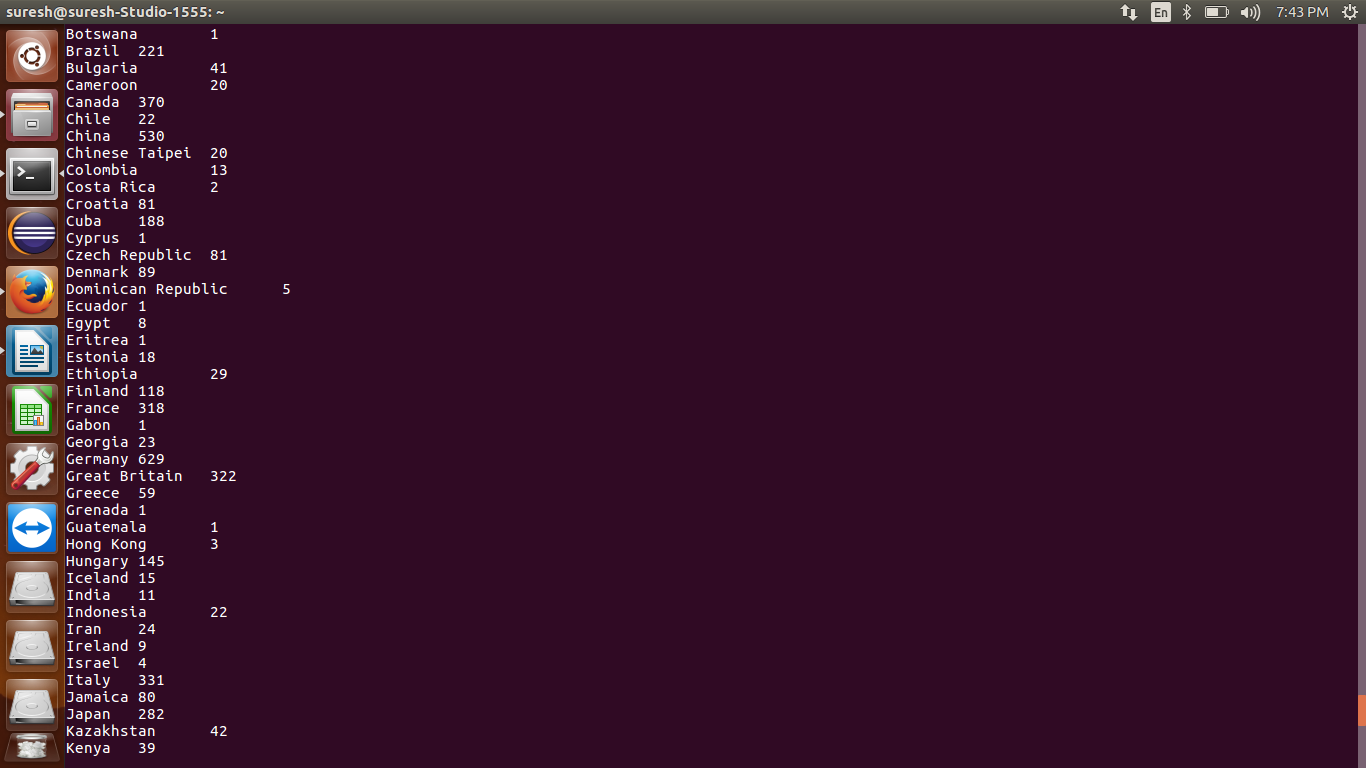 suresh@suresh-Studio-1555: ~ En 7:43 PM
Botswana 1
Brazil 221
Bulgaria 41
Cameroon 20
Canada 370
Chile 22
China 530
Chinese Taipei 20
Colombia 13
Costa Rica 2
Croatia 81
Cuba 188
Cyprus 1
Czech Republic 81
Denmark 89
Dominican Republic 5
Ecuador 1
Egypt 8
Eritrea 1
Estonia 18
Ethiopia 29
Finland 118
France 318
Gabon 1
Georgia 23
Germany 629
Great Britain 322
Greece 59
Grenada 1
Guatemala 1
Hong Kong 3
Hungary 145
Iceland 15
India 11
Indonesia 22
Iran 24
Ireland 9
Israel 4
Italy 331
Jamaica 80
Japan 282
Kazakhstan 42
Kenya 39